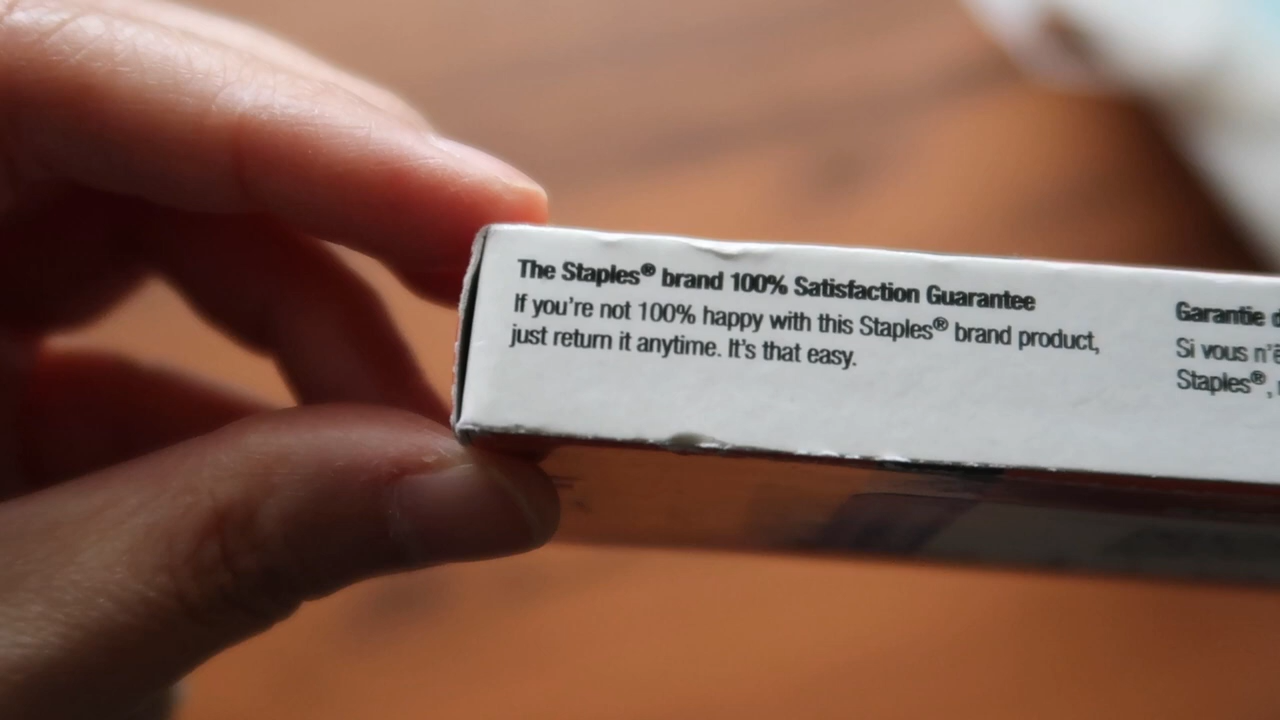 The Staples® brand 100% Satisfaction Guarantee
If you're not 100% happy with this Staples® brand product,
just return it anytime. It's that easy.
Garantie
Si vous
Staples®,